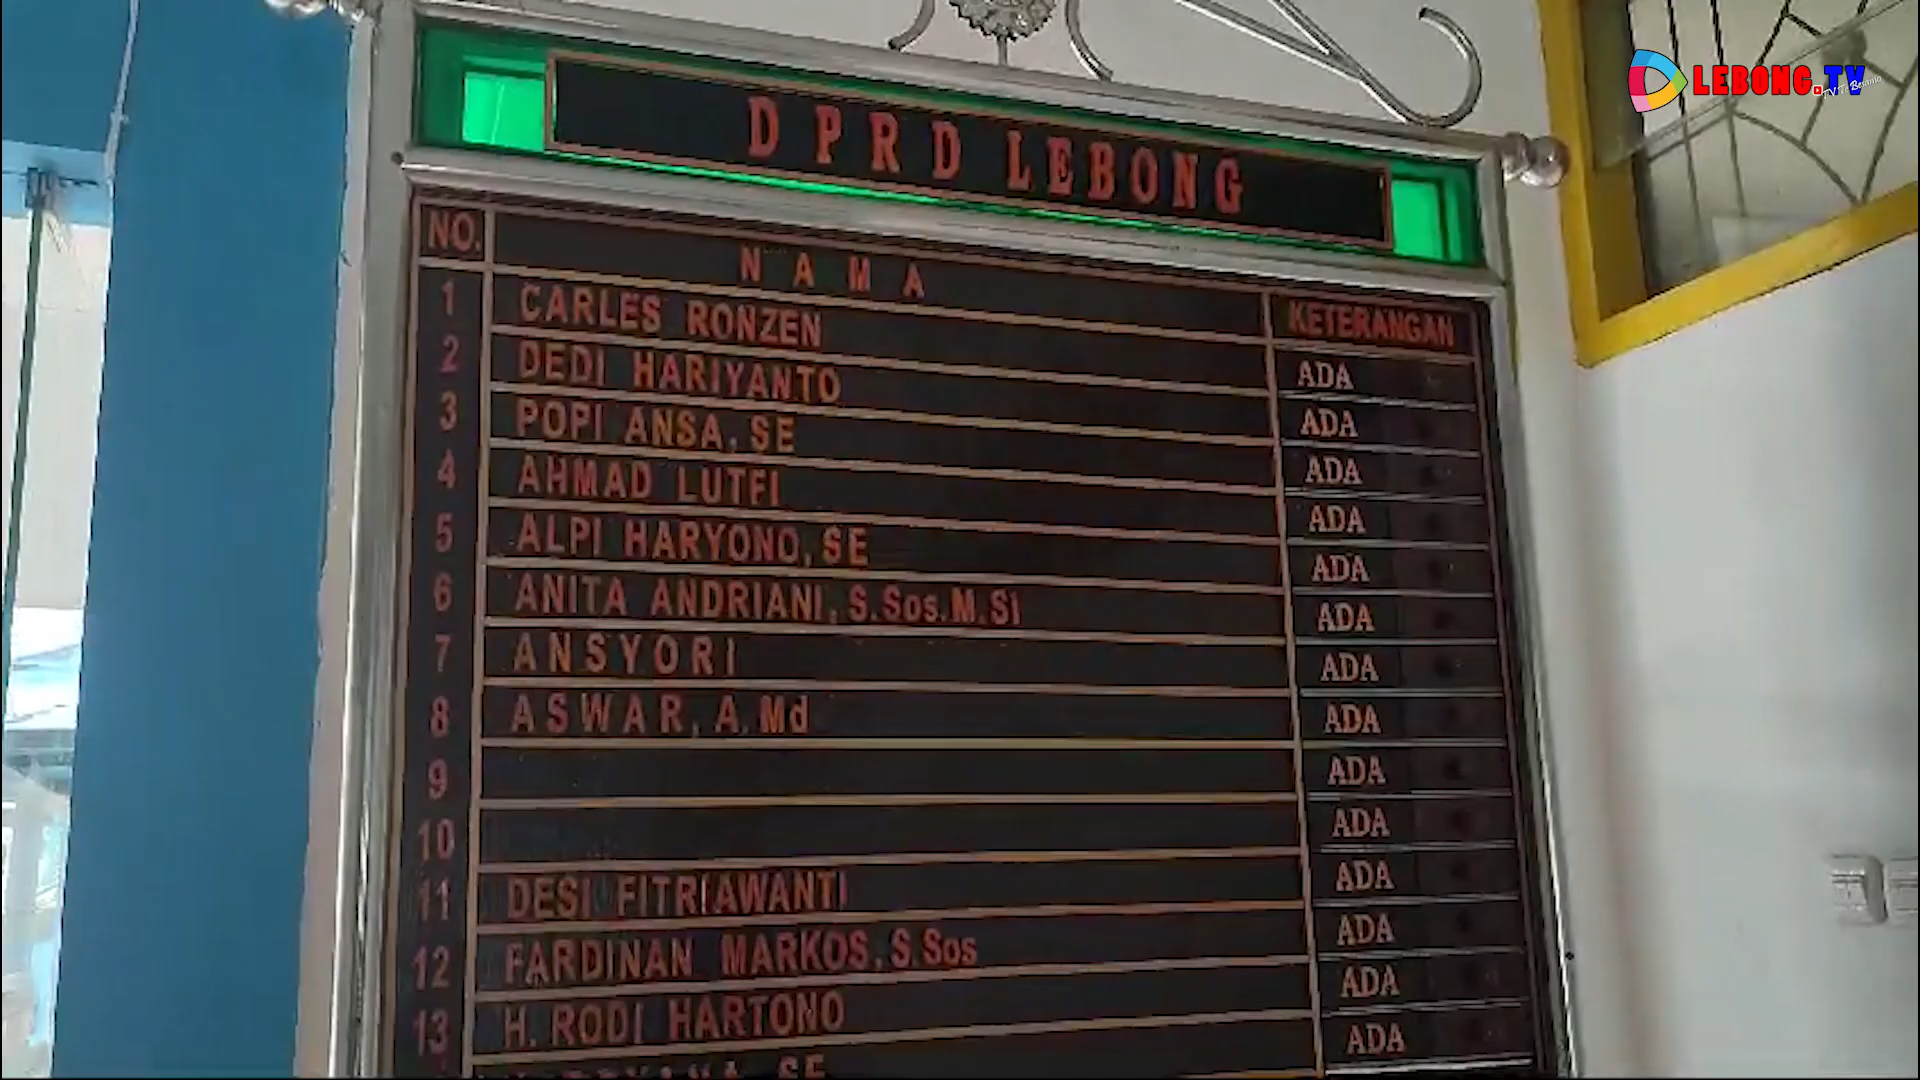 LEBONG.TV
DPRD LEBONG
NO. NAMA KETERANGAN
1 CARLES RONZEN ADA
2 DEDI HARIYANTO ADA
3 POPI ANSA, SE ADA
4 AHMAD LUTFI ADA
5 ALPI HARYONO, SE ADA
6 ANITA ANDRIANI, S.Sos.M.Si ADA
7 ANSYORI ADA
8 ASWAR, A.Md ADA
9 ADA
10 ADA
11 DESI FITRIAWANTI ADA
12 FARDINAN MARKOS, S.Sos ADA
13 H. RODI HARTONO ADA
SE ADA